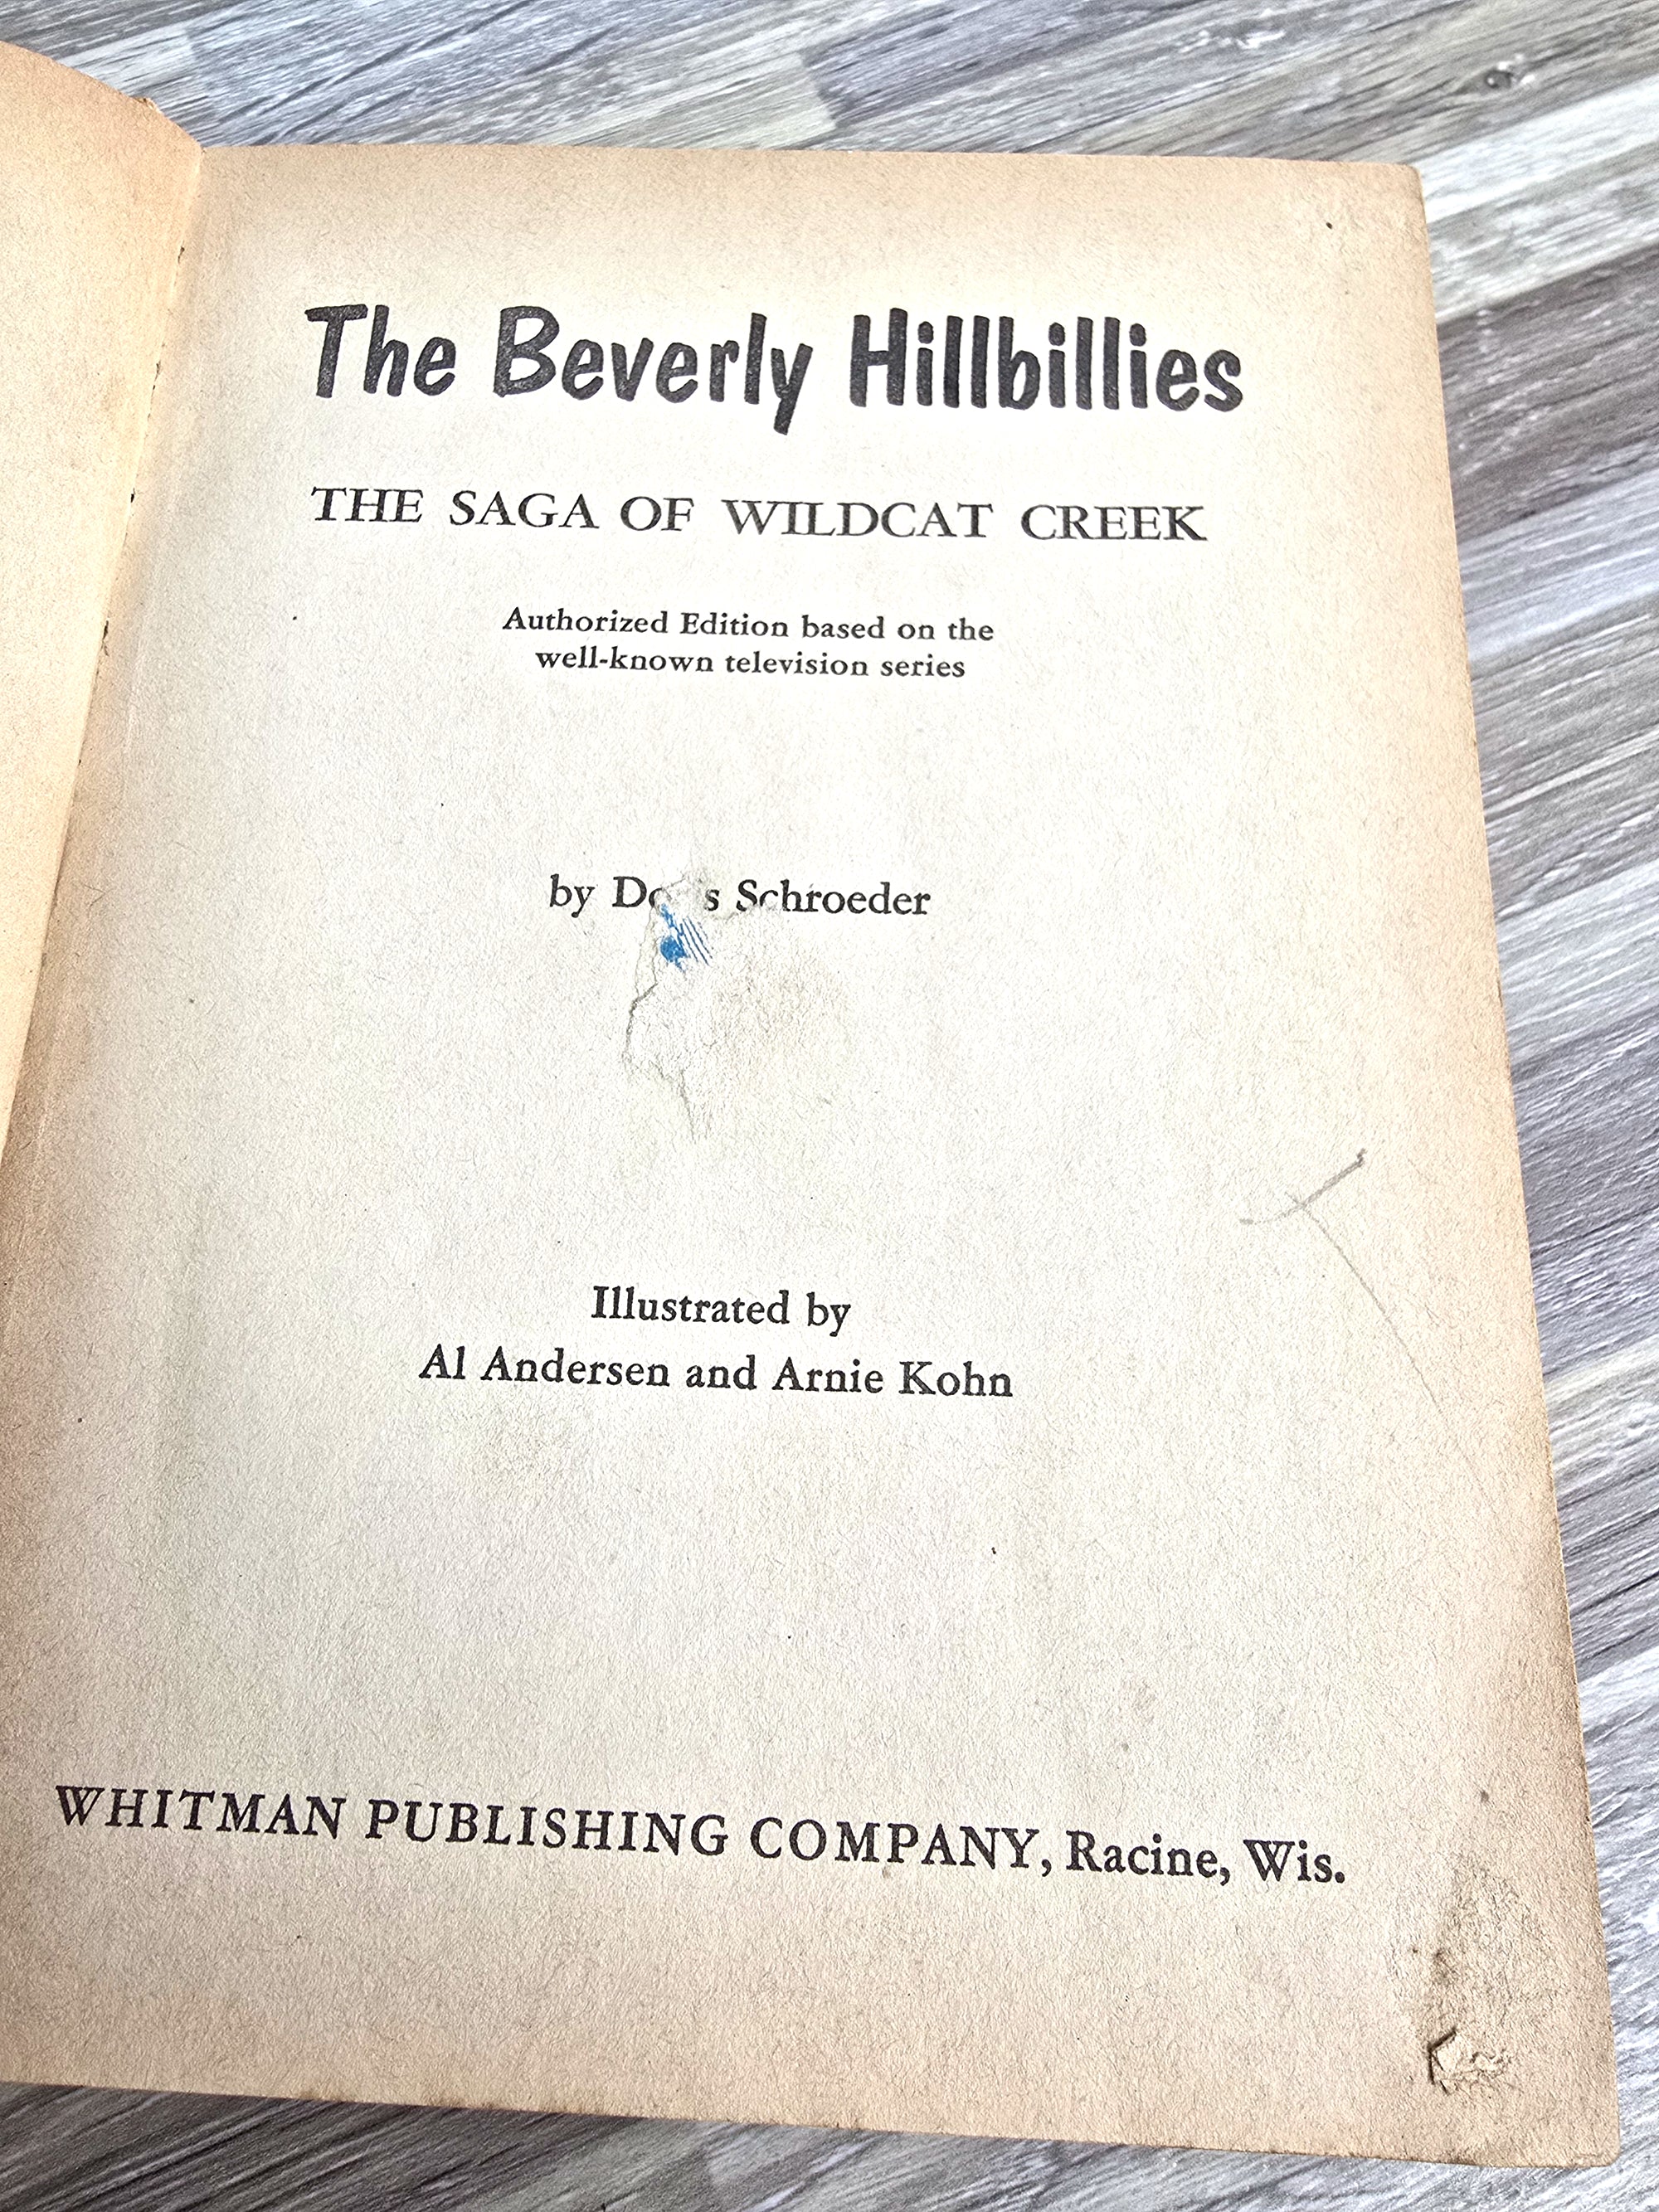 The Beverly Hillbillies
THE SAGA OF WILDCAT CREEK
Authorized Edition based on the
well-known television series
by Schroeder
Illustrated by
Al Andersen and Arnie Kohn
WHITMAN PUBLISHING COMPANY, Racine, Wis.